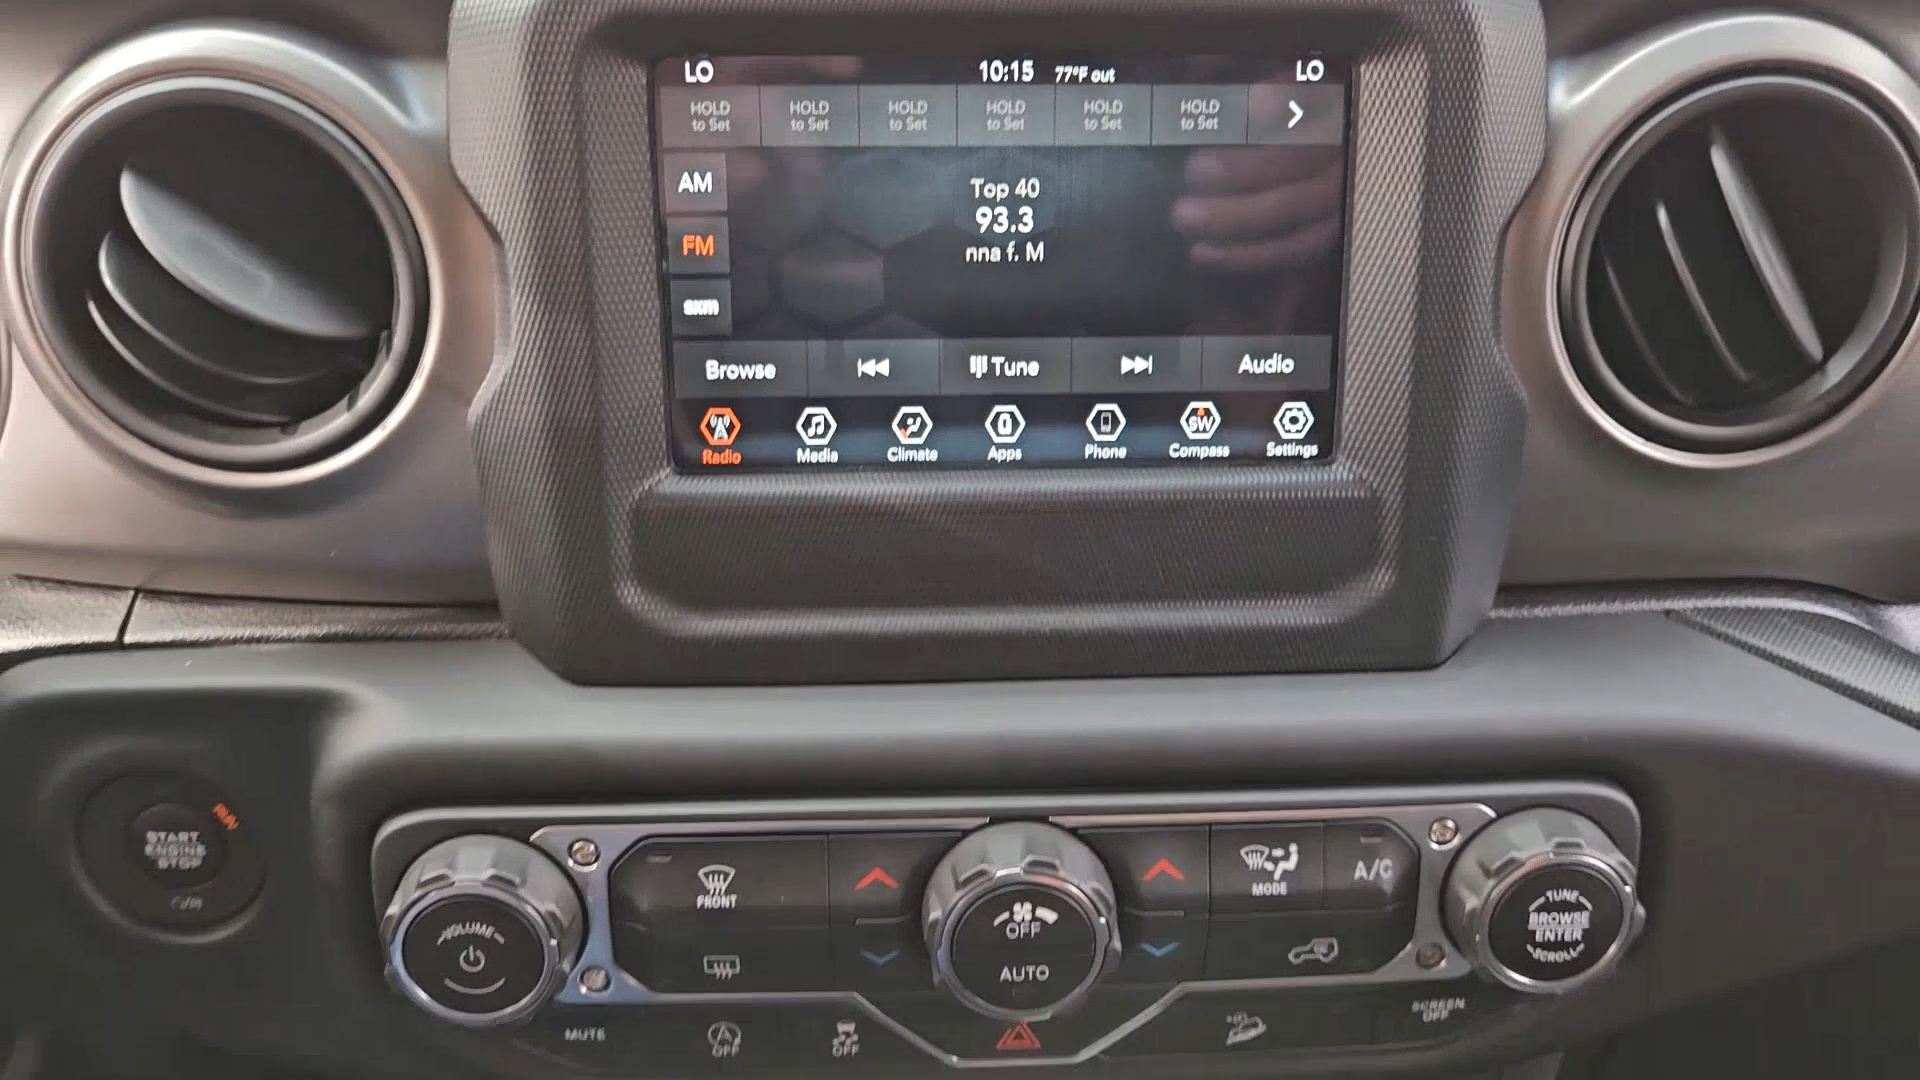 LO 10:15 77°F out LO
HOLD to Set HOLD to Set HOLD to Set HOLD to Set HOLD to Set HOLD to Set
AM
Top 40
93.3
FM
nna f. M
sxm
Browse Tune Audio
SW
Radio Media Climate Apps Phone Compass Settings
RUN
START
ENGINE
STOP
FRONT
MODE
A/C
VOLUME
OFF
AUTO
TUNE
BROWSE
ENTER
SCROLL
MUTE
OFF
OFF
SCREEN
OFF